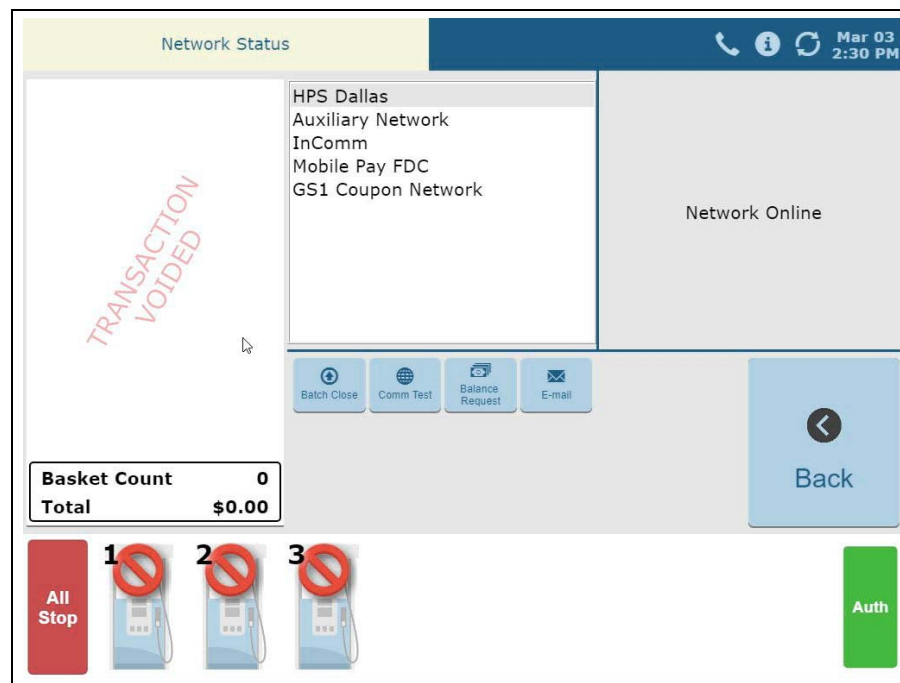 Network Status
Mar 03
2:30 PM
TRANSACTION
VOIDED
HPS Dallas
Auxiliary Network
InComm
Mobile Pay FDC
GS1 Coupon Network
Network Online
Batch Close
Comm Test
Balance
Request
E-mail
Back
Basket Count 0
Total $0.00
All
Stop
1
2
3
Auth